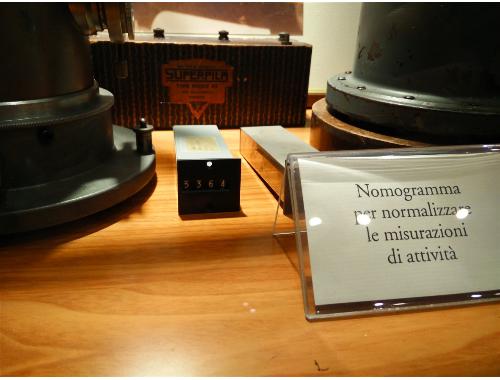 SUPERPILA
5364
Nomogramma
per normalizzare
le misurazioni
di attività